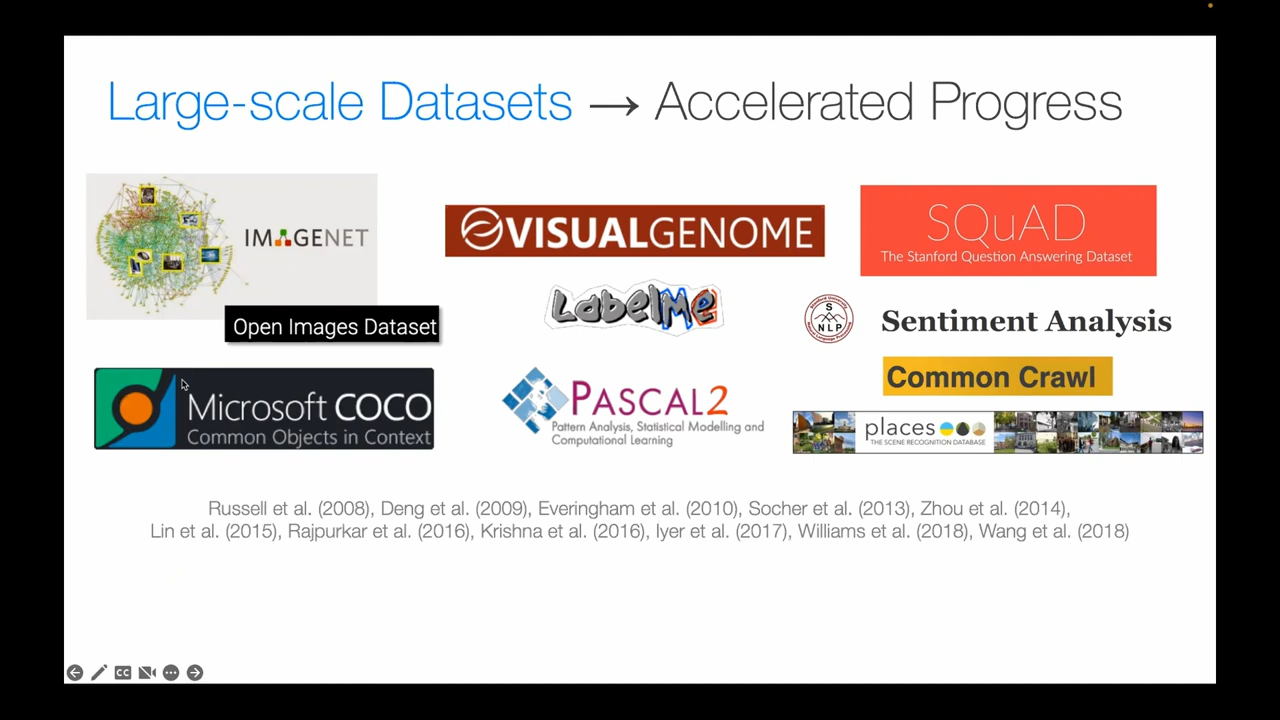 Large-scale Datasets → Accelerated Progress
IMAGENET
Open Images Dataset
VISUALGENOME
SQuAD
The Stanford Question Answering Dataset
LabelMe
Stanford University
S
NLP
Sentiment Analysis
Microsoft COCO
Common Objects in Context
PASCAL2
Pattern Analysis, Statistical Modelling and
Computational Learning
Common Crawl
places
THE SCENE RECOGNITION DATABASE
Russell et al. (2008), Deng et al. (2009), Everingham et al. (2010), Socher et al. (2013), Zhou et al. (2014),
Lin et al. (2015), Rajpurkar et al. (2016), Krishna et al. (2016), Iyer et al. (2017), Williams et al. (2018), Wang et al. (2018)
CC